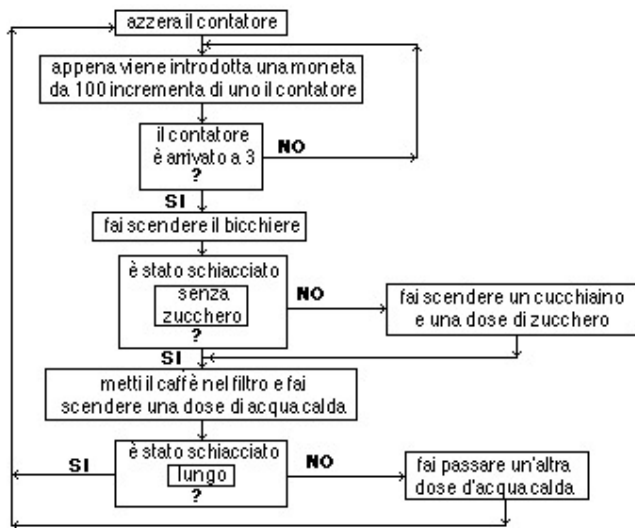 azzera il contatore
appena viene introdotta una moneta
da 100 incrementa di uno il contatore
il contatore
è arrivato a 3
?
NO
SI
fai scendere il bicchiere
è stato schiacciato
senza
zucchero
?
NO
fai scendere un cucchiaino
e una dose di zucchero
SI
metti il caffè nel filtro e fai
scendere una dose di acqua calda
è stato schiacciato
lungo
?
SI
NO
fai passare un'altra
dose d'acqua calda